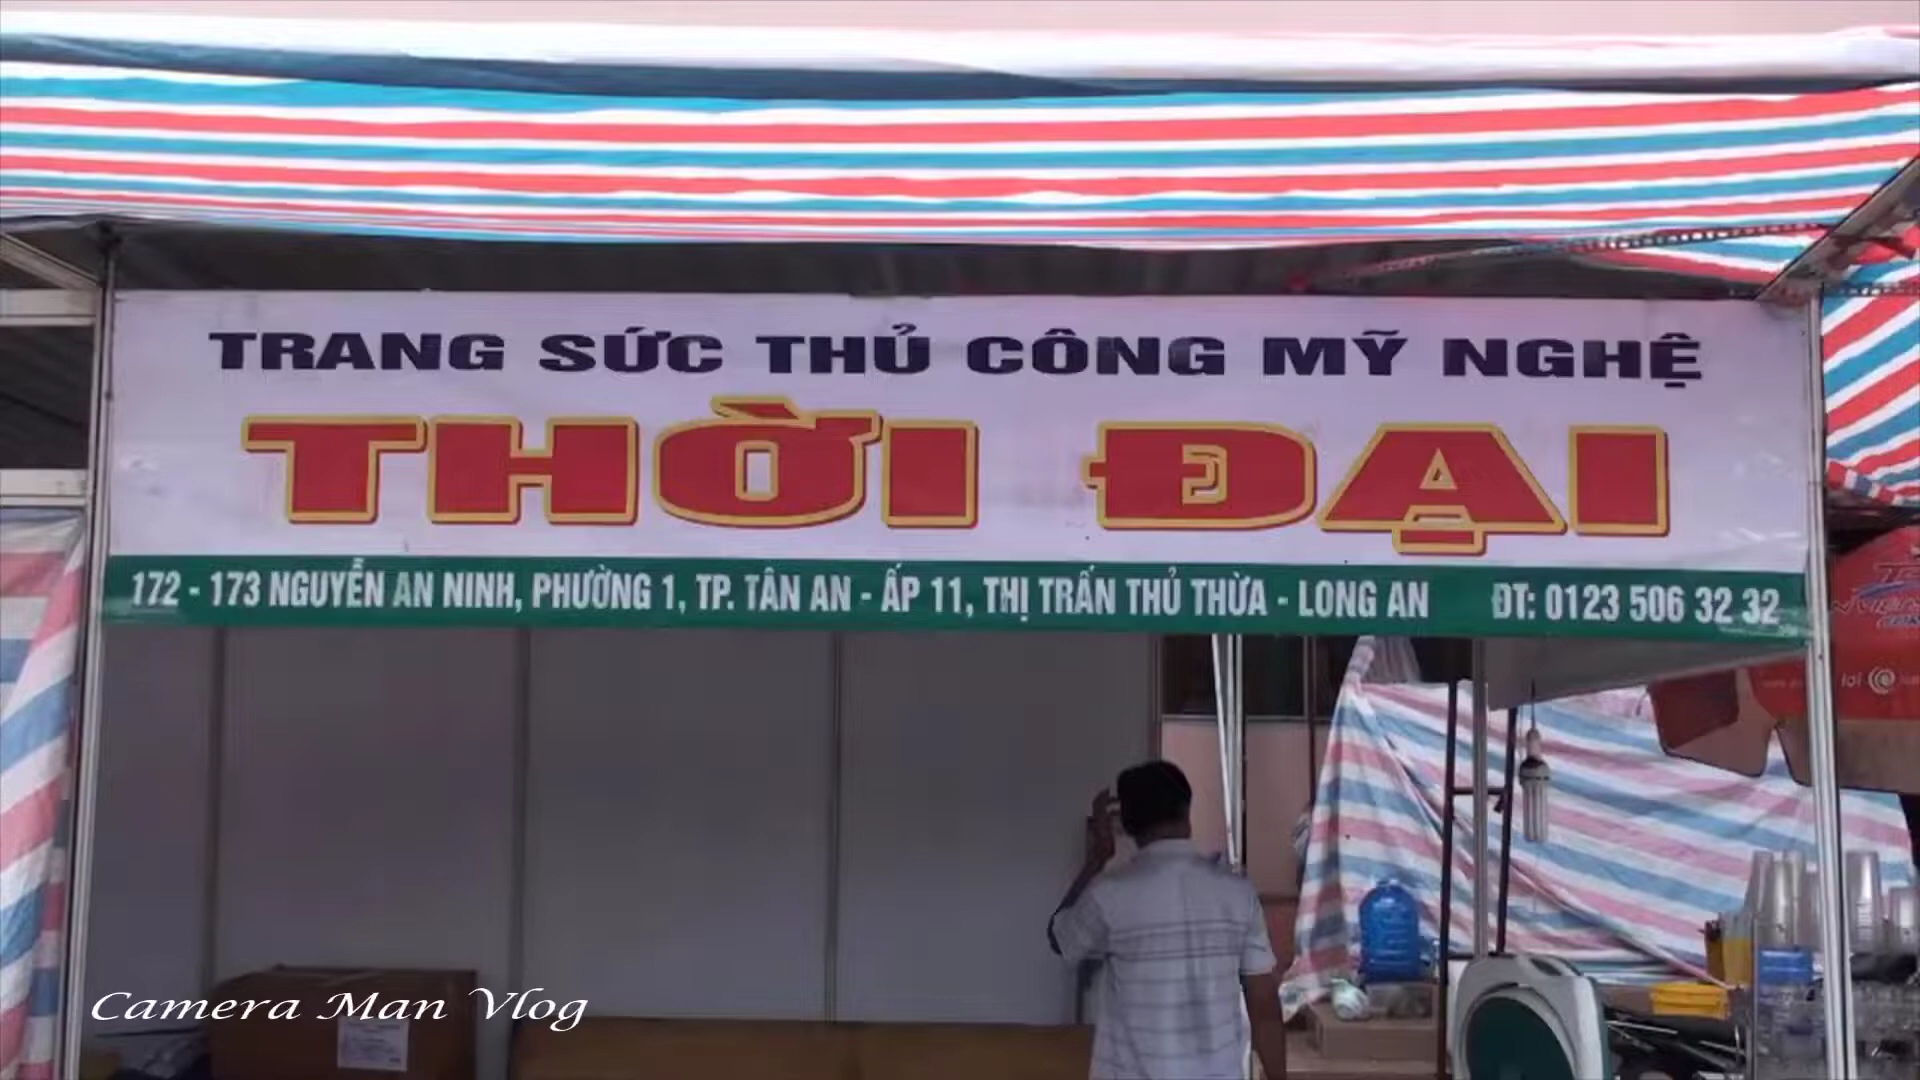 TRANG SỨC THỦ CÔNG MỸ NGHỆ
THỜI ĐẠI
172 - 173 NGUYỄN AN NINH, PHƯỜNG 1, TP. TÂN AN - ẤP 11, THỊ TRẤN THỦ THỪA - LONG AN ĐT: 0123 506 32 32
Camera Man Vlog